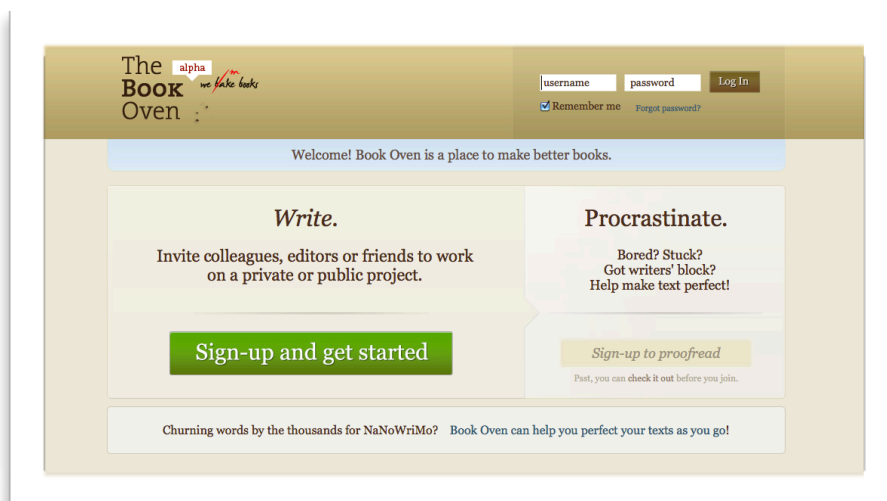 The
alpha
Book
we bake books
m
Oven
username
password
Log In
Remember me
Forgot password?
Welcome! Book Oven is a place to make better books.
Write.
Invite colleagues, editors or friends to work
on a private or public project.
Sign-up and get started
Procrastinate.
Bored? Stuck?
Got writers' block?
Help make text perfect!
Sign-up to proofread
Psst, you can check it out before you join.
Churning words by the thousands for NaNoWriMo? Book Oven can help you perfect your texts as you go!